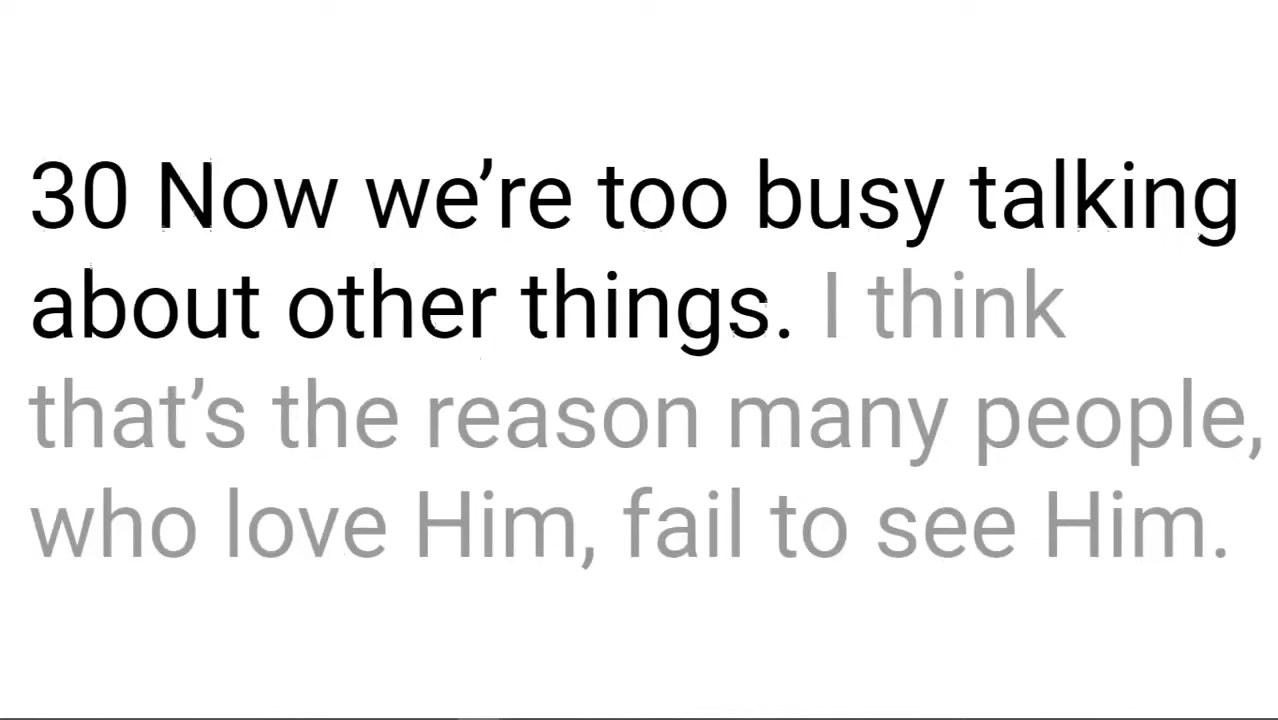 30 Now we’re too busy talking
about other things. I think
that’s the reason many people,
who love Him, fail to see Him.